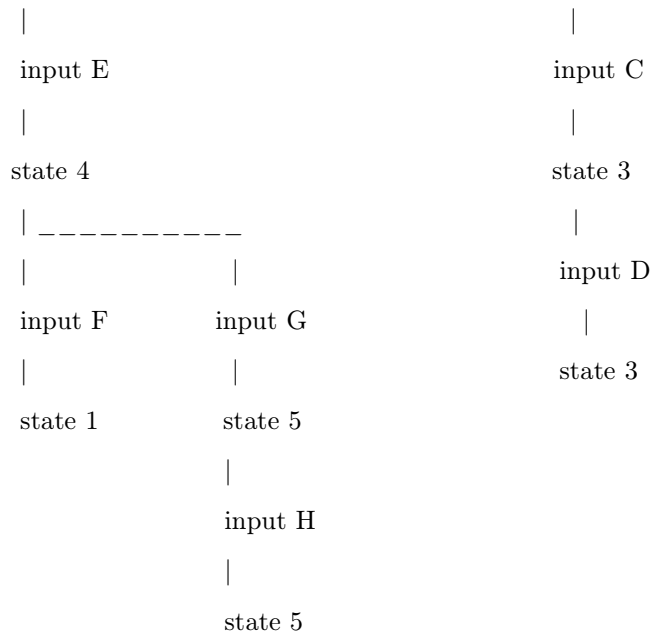 | |
input E input C
| |
state 4 state 3
| _ _ _ _ _ _ _ _ _ _ |
| | input D
input F input G |
| | state 3
state 1 state 5
|
input H
|
state 5